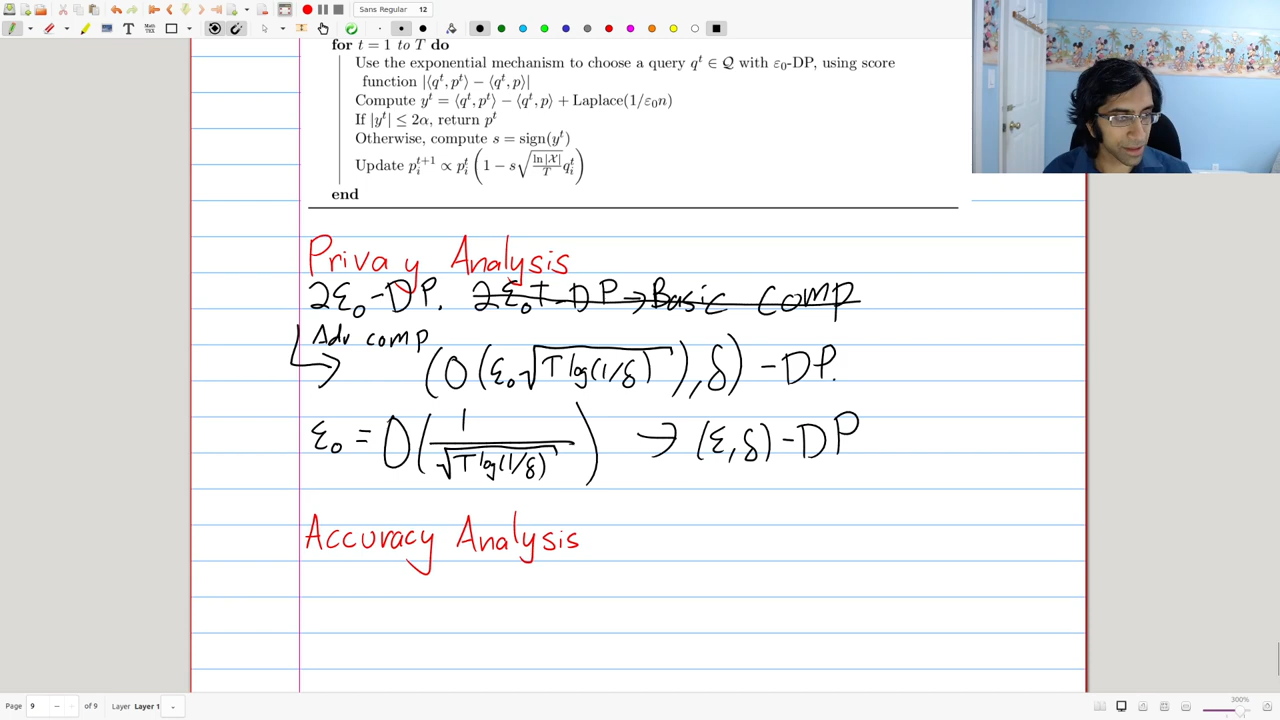 Sans Regular 12
for t = 1 to T do
Use the exponential mechanism to choose a query q^t ∈ Q with ε₀-DP, using score
function |⟨q^t, p^t⟩ − ⟨q^t, p⟩|
Compute y^t = ⟨q^t, p^t⟩ − ⟨q^t, p⟩ + Laplace(1/ε₀n)
If |y^t| ≤ 2α, return p^t
Otherwise, compute s = sign(y^t)
Update p_i^{t+1} ∝ p_i^t (1 − s√(ln|X|/T) q_i^t)
end
Privay Analysis
2ε₀-DP. 2ε₀T-DP → Basic Comp
Adv comp
(O(ε₀√(T log(1/δ))), δ) - DP.
ε₀ = O(1/√(T log(1/δ))) → (ε, δ) - DP
Accuracy Analysis
Page 9 of 9 Layer Layer 1 300%